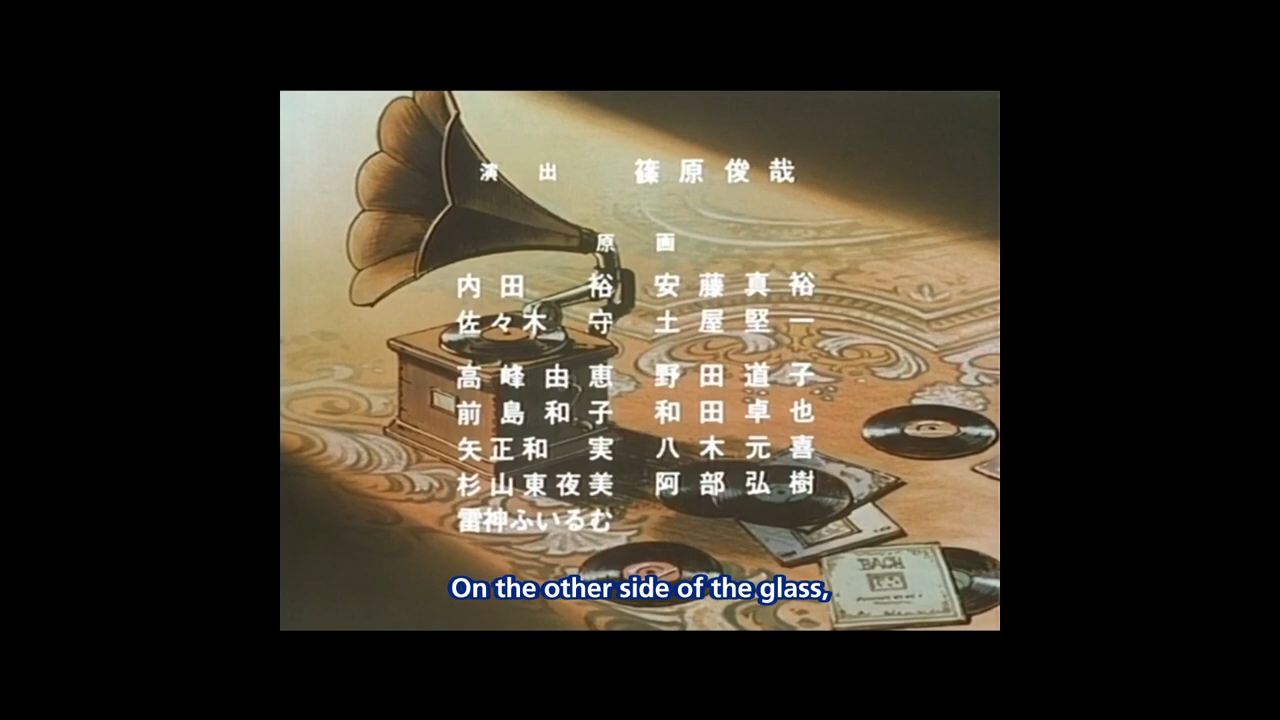 演出 篠原俊哉
原画
内田裕 安藤真裕
佐々木守 土屋堅一
高峰由恵 野田道子
前島和子 和田卓也
矢正和実 八木元喜
杉山東夜美 阿部弘樹
雷神ふいるむ
BACH
On the other side of the glass,